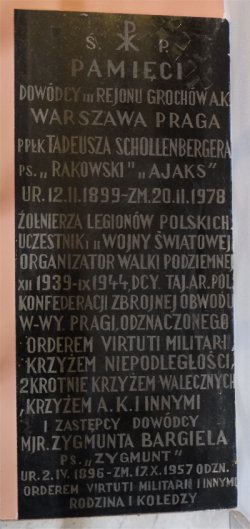 Ś. P.
PAMIĘCI
DOWÓDCY III REJONU GROCHÓW A.K.
WARSZAWA PRAGA
PPŁK TADEUSZA SCHOLLENBERGERA
PS. „RAKOWSKI" „AJAKS"
UR. 12.II.1899-ZM. 20.II.1978
ŻOŁNIERZA LEGIONÓW POLSKICH
UCZESTNIK; II WOJNY ŚWIATOWEJ
ORGANIZATOR WALKI PODZIEMNEJ
XII 1939-IX 1944, DCY. TAJ. AR. POL.
KONFEDERACJI ZBROJNEJ OBWODU
W-WY. PRAGI, ODZNACZONEGO
ORDEREM VIRTUTI MILITARI,
KRZYŻEM NIEPODLEGŁOŚCI,
2 KROTNIE KRZYŻEM WALECZNYCH
,KRZYŻEM A.K. I INNYMI
I ZASTĘPCY DOWÓDCY
MJR. ZYGMUNTA BARGIEŁA
PS. „ZYGMUNT"
UR. 2. IV. 1896-ZM. 17. X. 1957 ODZN.
ORDEREM VIRTUTI MILITARI I INNYMI
RODZINA I KOLEDZY